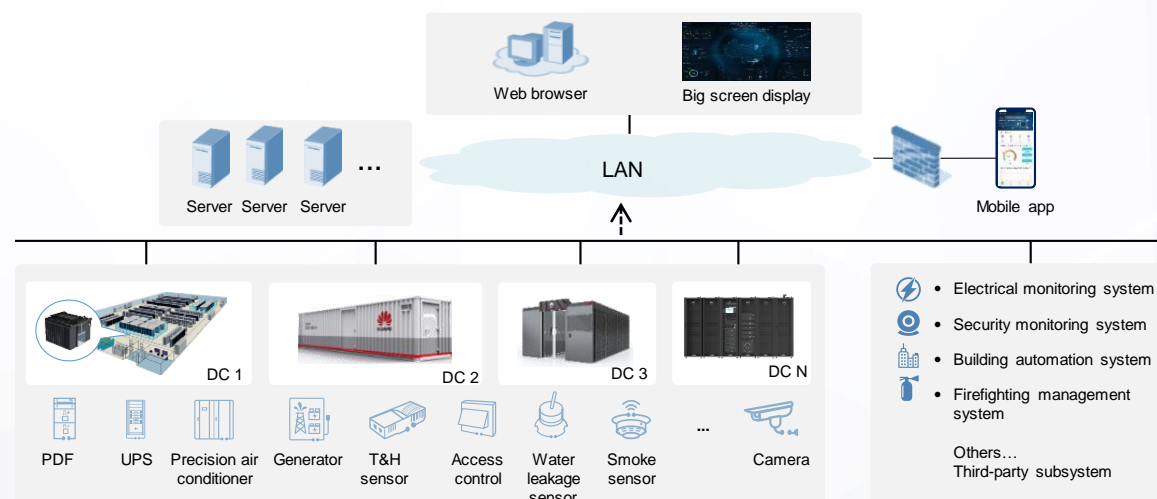 Web browser
Big screen display
Server
Server
Server
...
LAN
Mobile app
DC 1
DC 2
DC 3
DC N
PDF
UPS
Precision air
conditioner
Generator
T&H
sensor
Access
control
Water
leakage
sensor
Smoke
sensor
...
Camera
• Electrical monitoring system
• Security monitoring system
• Building automation system
• Firefighting management
system
Others…
Third-party subsystem